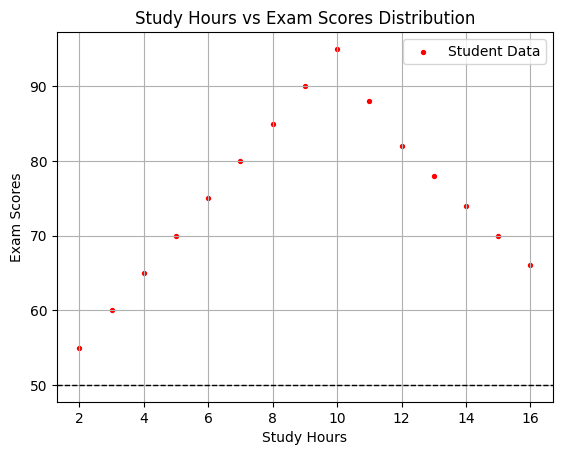 Study Hours vs Exam Scores Distribution
Student Data
Exam Scores
90
80
70
60
50
2 4 6 8 10 12 14 16
Study Hours